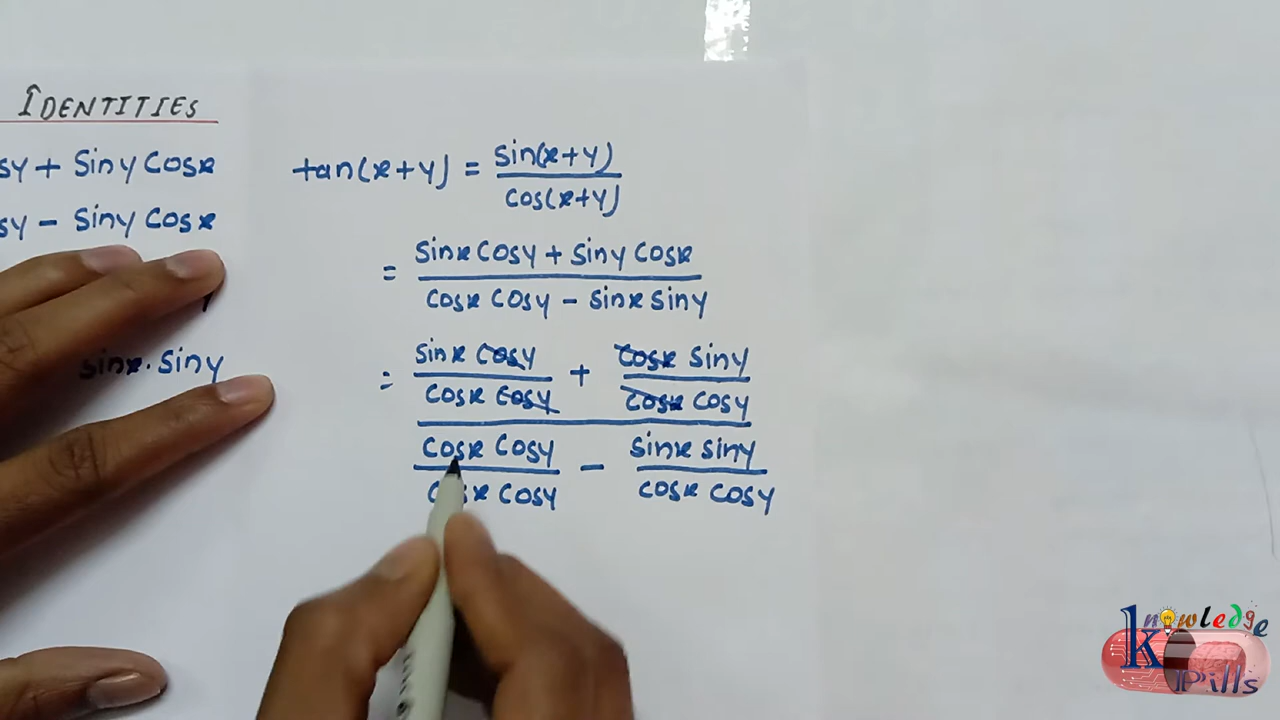 IDENTITIES
sy + Siny Cosx
sy - Siny Cosx
sinx. Siny
tan(x+y) = sin(x+y)
cos(x+y)
= sinx Cosy + siny Cosx
cosx Cosy - sinx siny
= sinx cosy + cosx siny
cosx cosy cosx cosy
cosx cosy - sinx siny
cosx cosy cosx cosy
Knowledge
Pills